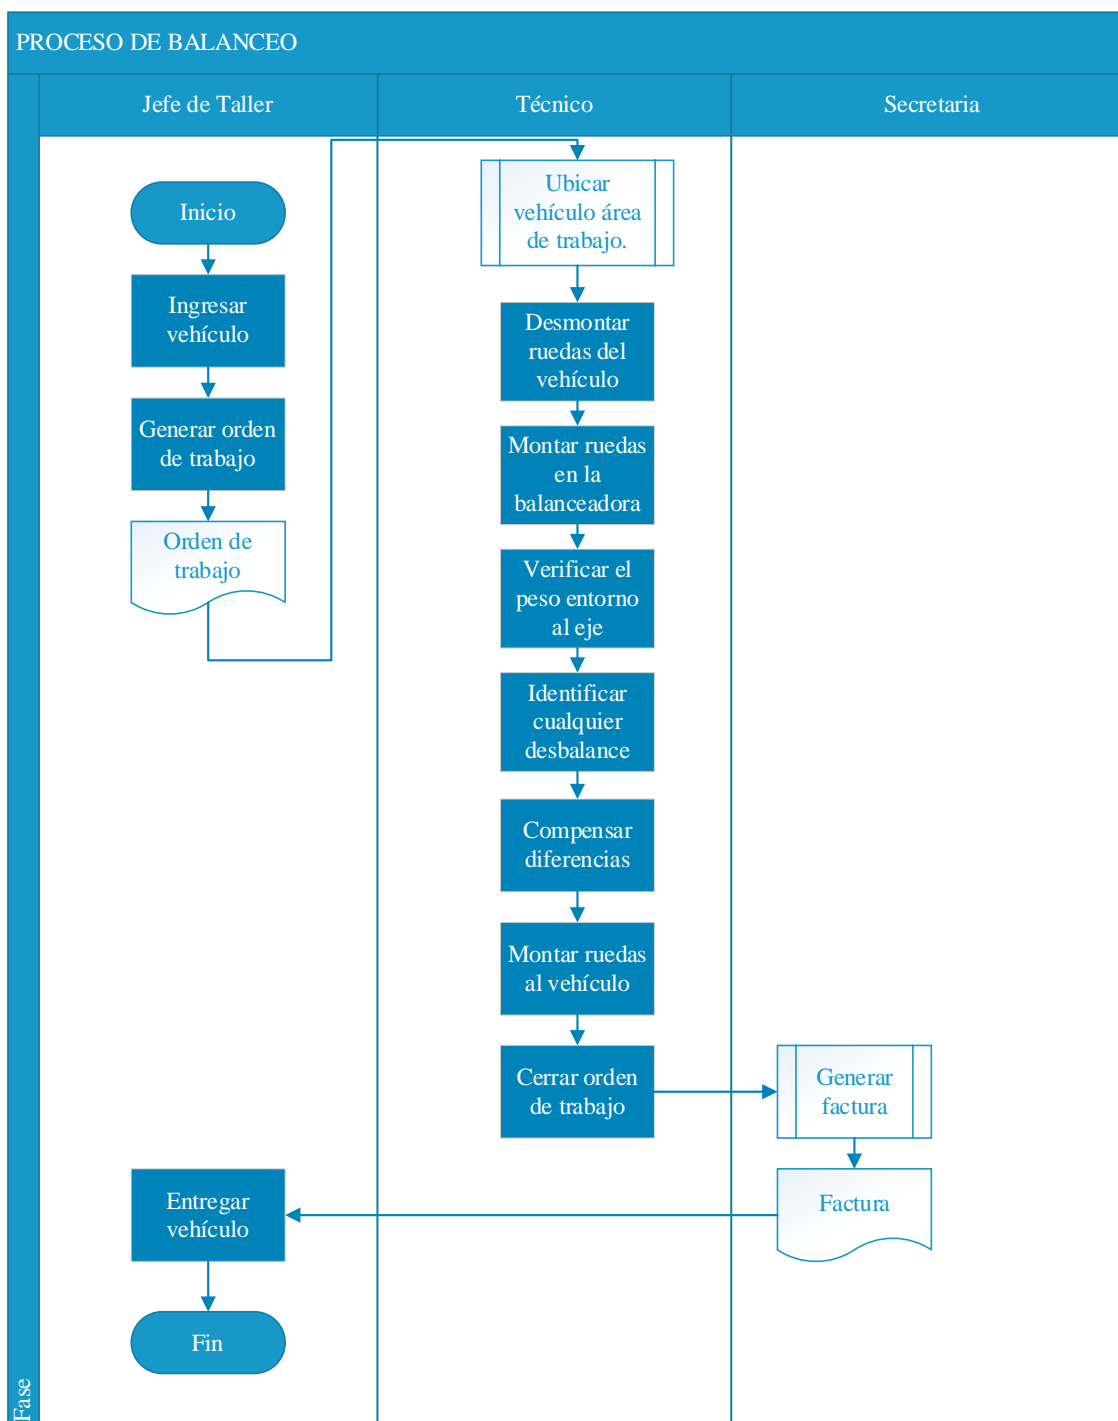 PROCESO DE BALANCEO
Jefe de Taller
Técnico
Secretaria
Inicio
Ingresar
vehículo
Generar orden
de trabajo
Orden de
trabajo
Ubicar
vehículo área
de trabajo.
Desmontar
ruedas del
vehículo
Montar ruedas
en la
balanceadora
Verificar el
peso entorno
al eje
Identificar
cualquier
desbalance
Compensar
diferencias
Montar ruedas
al vehículo
Cerrar orden
de trabajo
Generar
factura
Factura
Entregar
vehículo
Fin
Fase